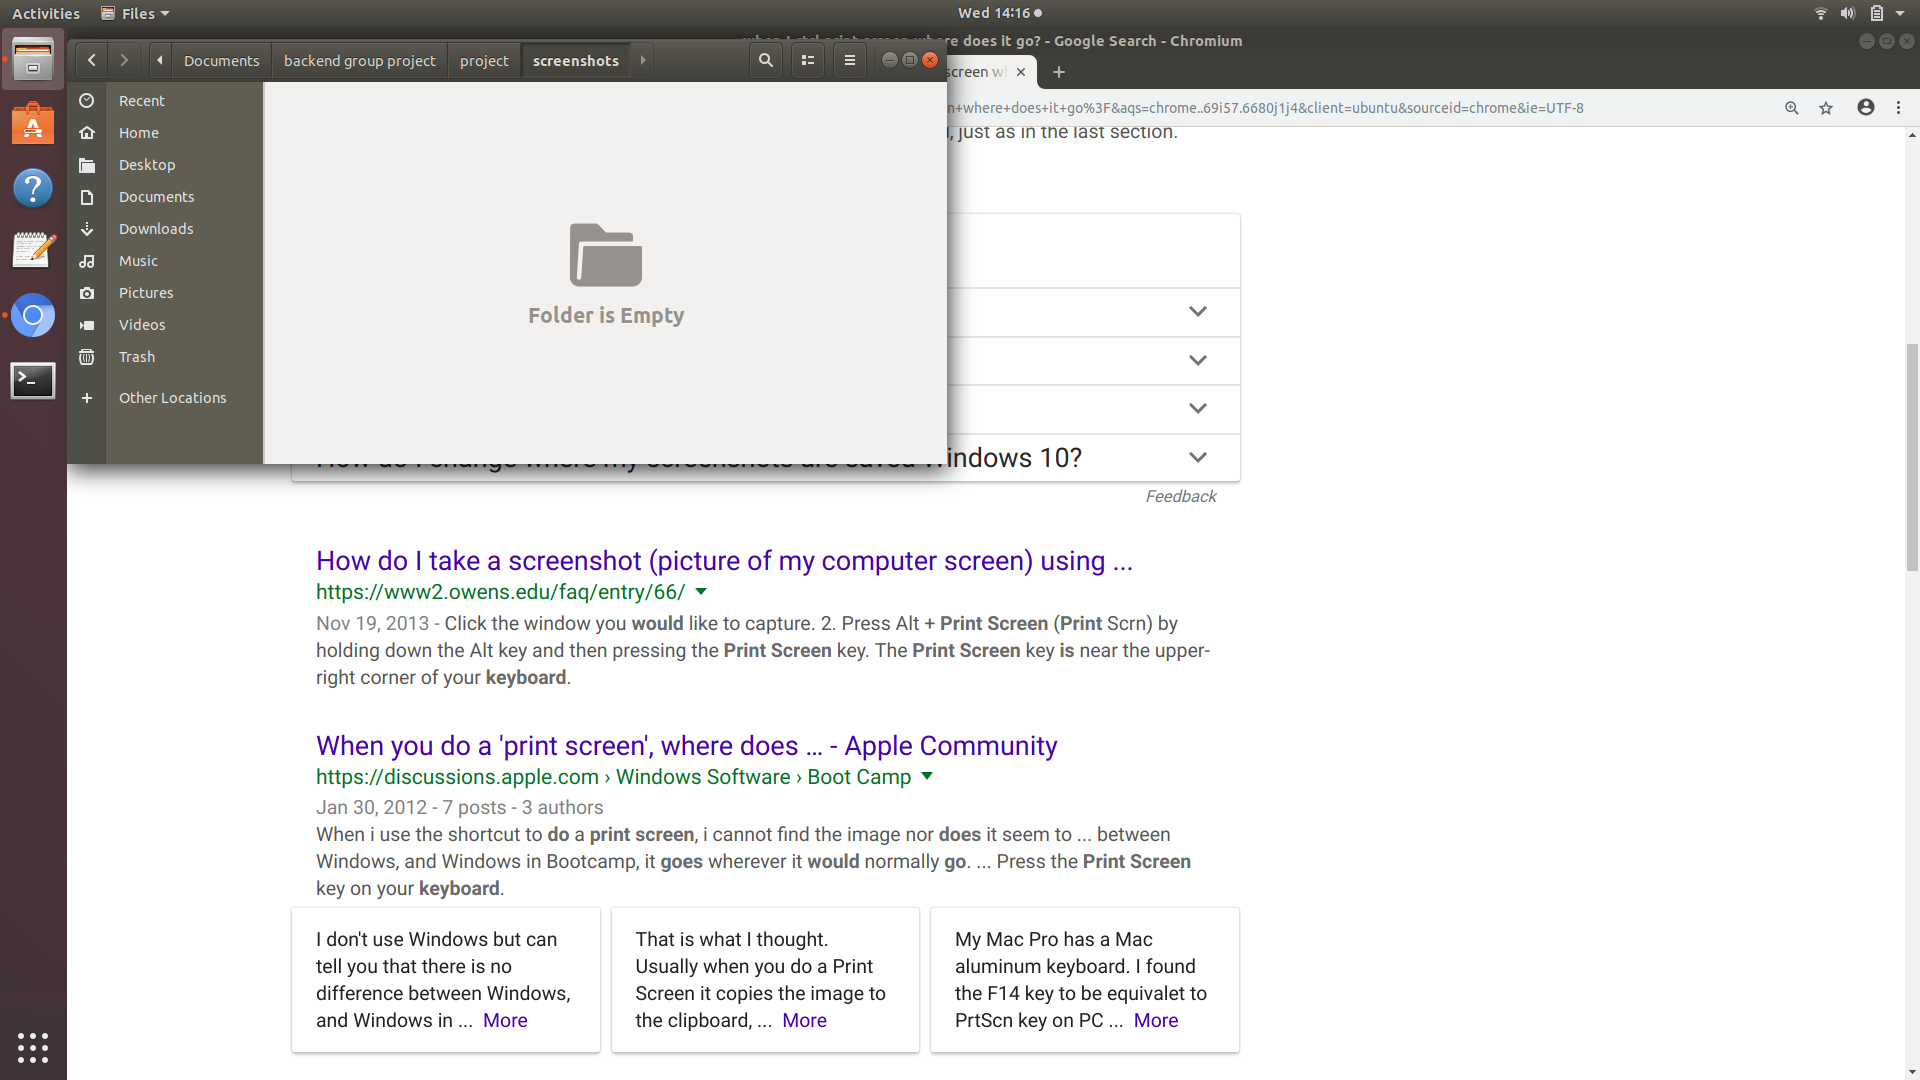 Activities
Files
Wed 14:16
where does it go? - Google Search - Chromium
Documents
backend group project
project
screenshots
screen w
n+where+does+it+go%3F&aqs=chrome..69i57.6680j1j4&client=ubuntu&sourceid=chrome&ie=UTF-8
Recent
Home
Desktop
Documents
Downloads
Music
Pictures
Videos
Trash
Other Locations
Folder is Empty
, just as in the last section.
How do I change where my screenshots are saved Windows 10?
Feedback
How do I take a screenshot (picture of my computer screen) using ...
https://www2.owens.edu/faq/entry/66/
Nov 19, 2013 - Click the window you would like to capture. 2. Press Alt + Print Screen (Print Scrn) by
holding down the Alt key and then pressing the Print Screen key. The Print Screen key is near the upper-
right corner of your keyboard.
When you do a 'print screen', where does ... - Apple Community
https://discussions.apple.com › Windows Software › Boot Camp
Jan 30, 2012 - 7 posts - 3 authors
When i use the shortcut to do a print screen, i cannot find the image nor does it seem to ... between
Windows, and Windows in Bootcamp, it goes wherever it would normally go. ... Press the Print Screen
key on your keyboard.
I don't use Windows but can
tell you that there is no
difference between Windows,
and Windows in ... More
That is what I thought.
Usually when you do a Print
Screen it copies the image to
the clipboard, ... More
My Mac Pro has a Mac
aluminum keyboard. I found
the F14 key to be equivalet to
PrtScn key on PC ... More